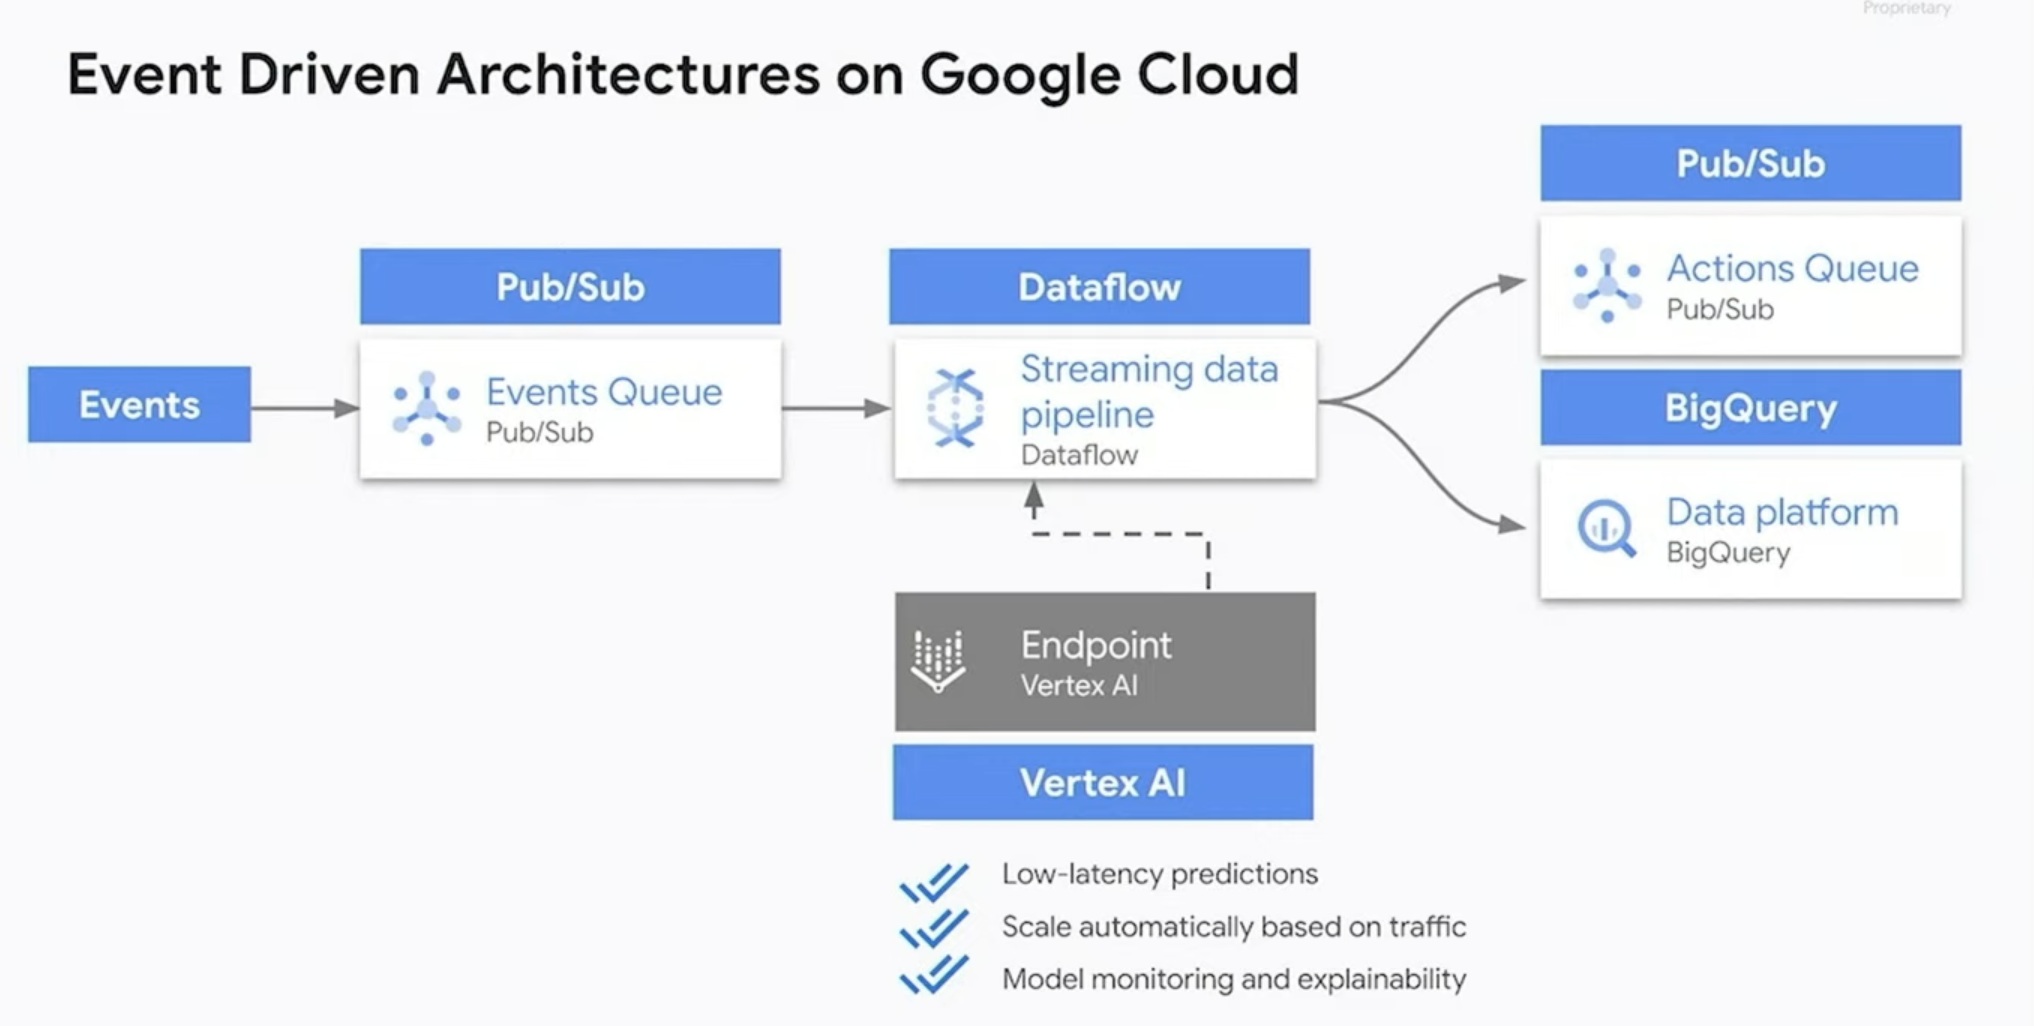 Proprietary
Event Driven Architectures on Google Cloud
Events
Pub/Sub
Events Queue
Pub/Sub
Dataflow
Streaming data
pipeline
Dataflow
Pub/Sub
Actions Queue
Pub/Sub
BigQuery
Data platform
BigQuery
Endpoint
Vertex AI
Vertex AI
Low-latency predictions
Scale automatically based on traffic
Model monitoring and explainability